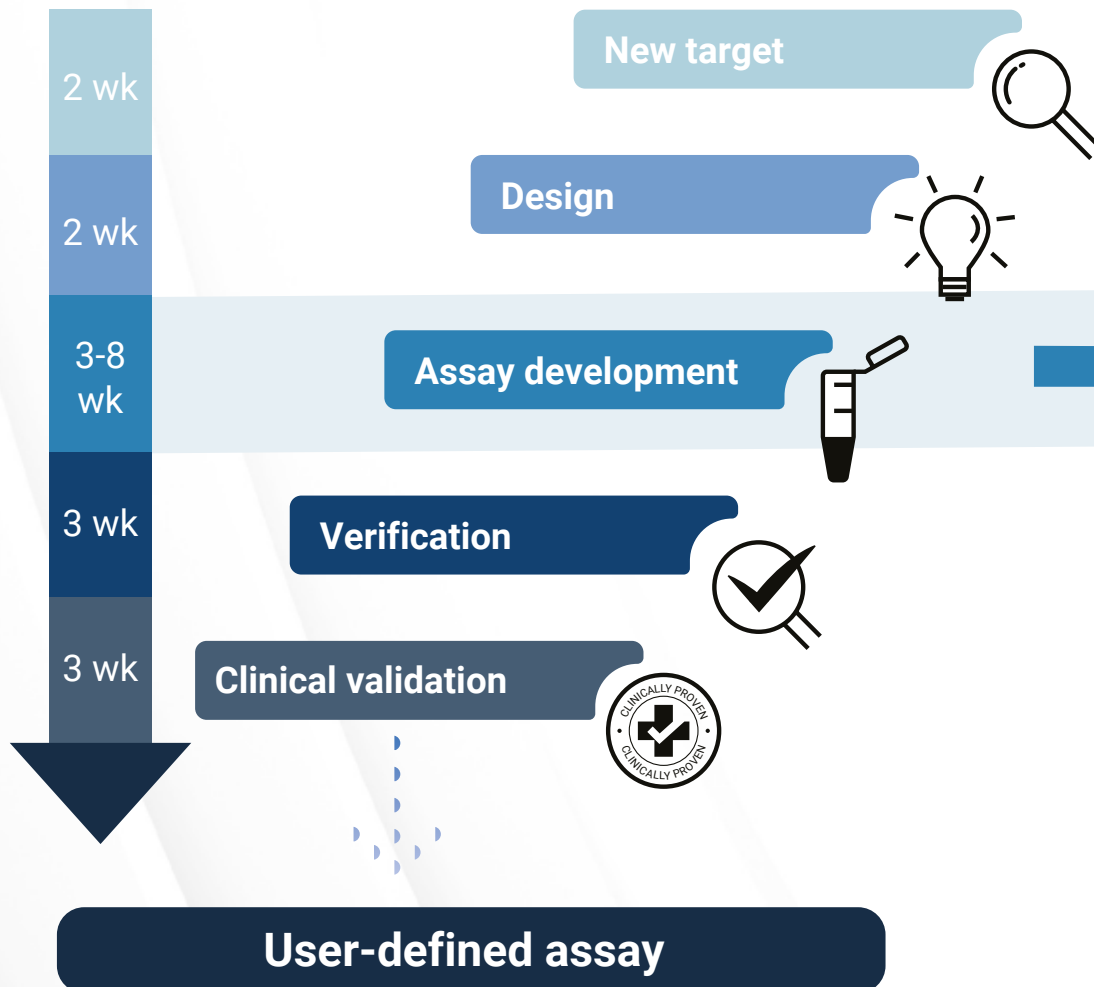 2 wk
New target
2 wk
Design
3-8
wk
Assay development
3 wk
Verification
3 wk
Clinical validation
CLINICALLY PROVEN
CLINICALLY PROVEN
User-defined assay